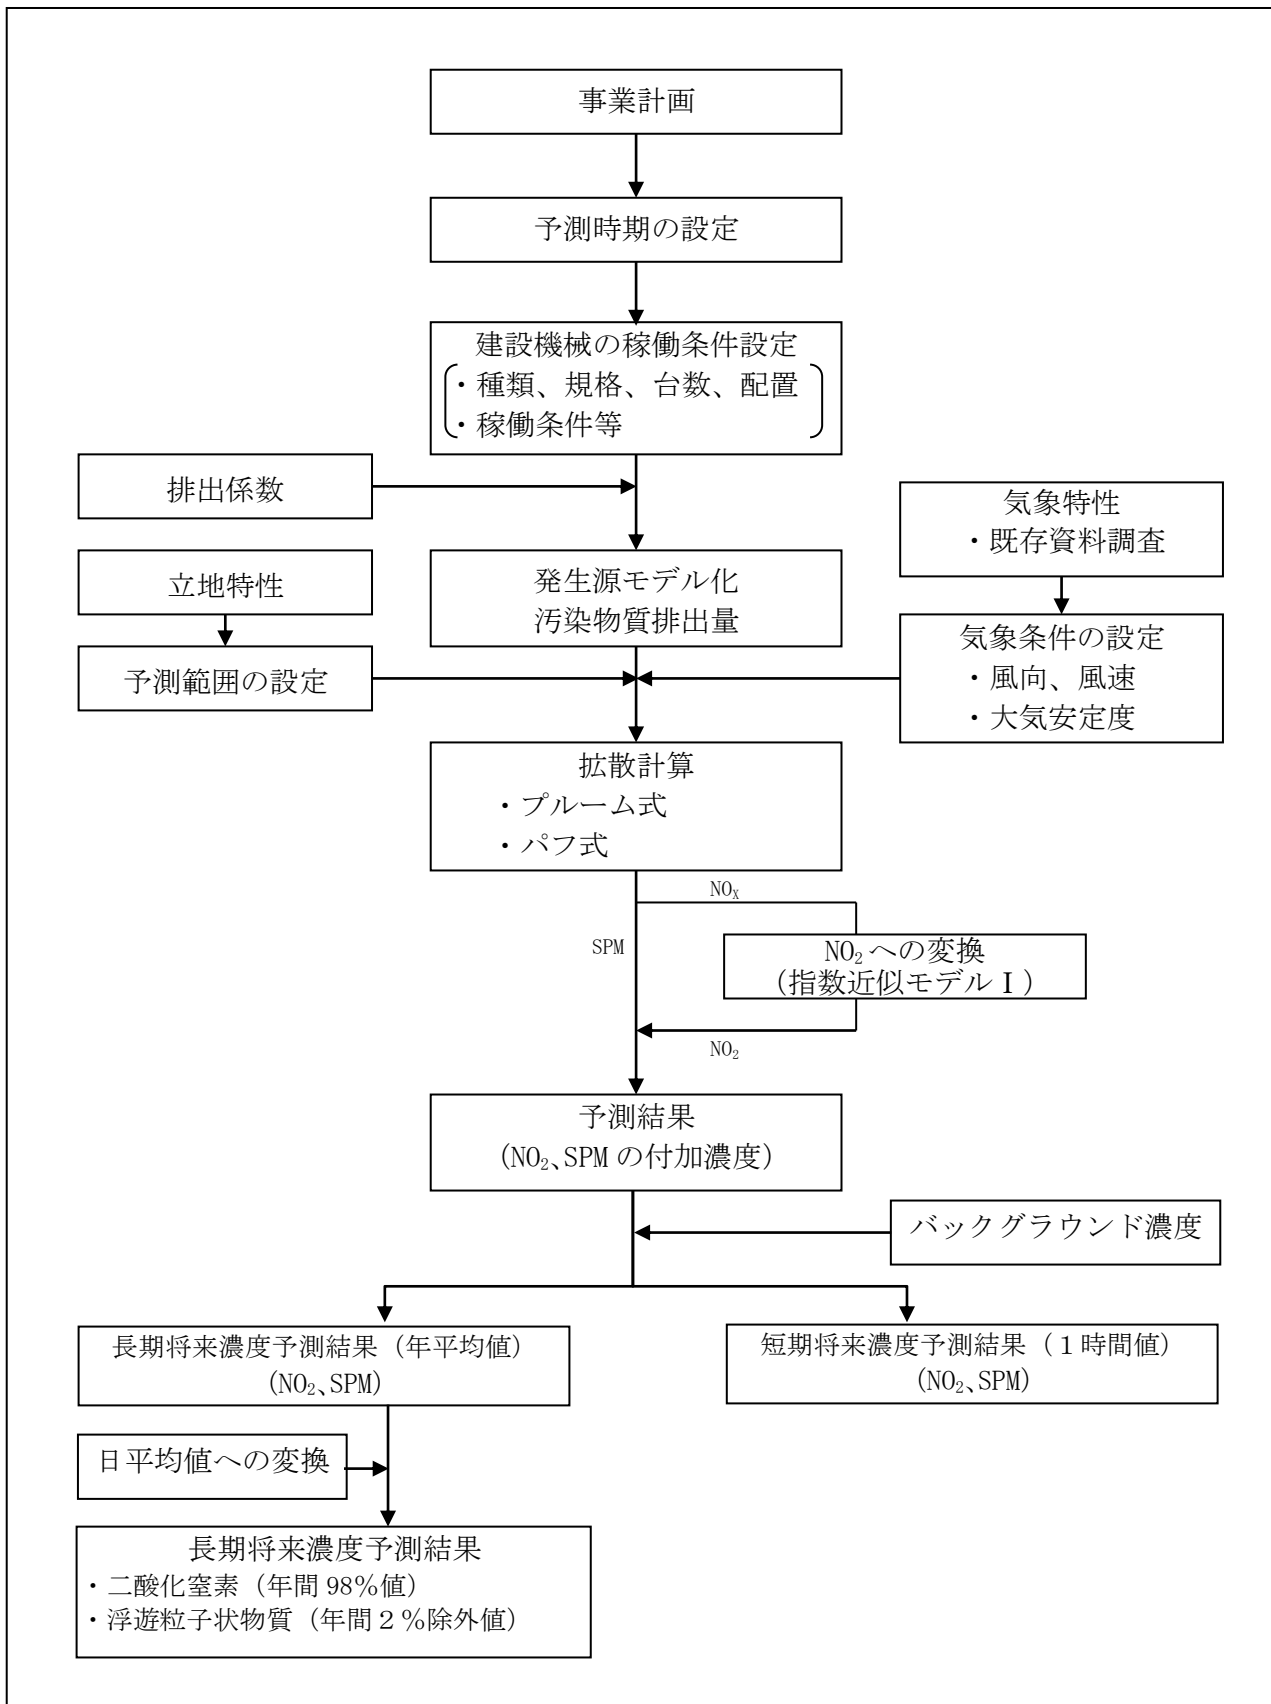 事業計画
予測時期の設定
建設機械の稼働条件設定
・種類、規格、台数、配置
・稼働条件等
排出係数
気象特性
・既存資料調査
立地特性
発生源モデル化
汚染物質排出量
気象条件の設定
・風向、風速
・大気安定度
予測範囲の設定
拡散計算
・プルーム式
・パフ式
NOX
SPM
NO2への変換
（指数近似モデルⅠ）
NO2
予測結果
（NO2、SPMの付加濃度）
バックグラウンド濃度
長期将来濃度予測結果（年平均値）
（NO2、SPM）
短期将来濃度予測結果（１時間値）
（NO2、SPM）
日平均値への変換
長期将来濃度予測結果
・二酸化窒素（年間98％値）
・浮遊粒子状物質（年間２％除外値）